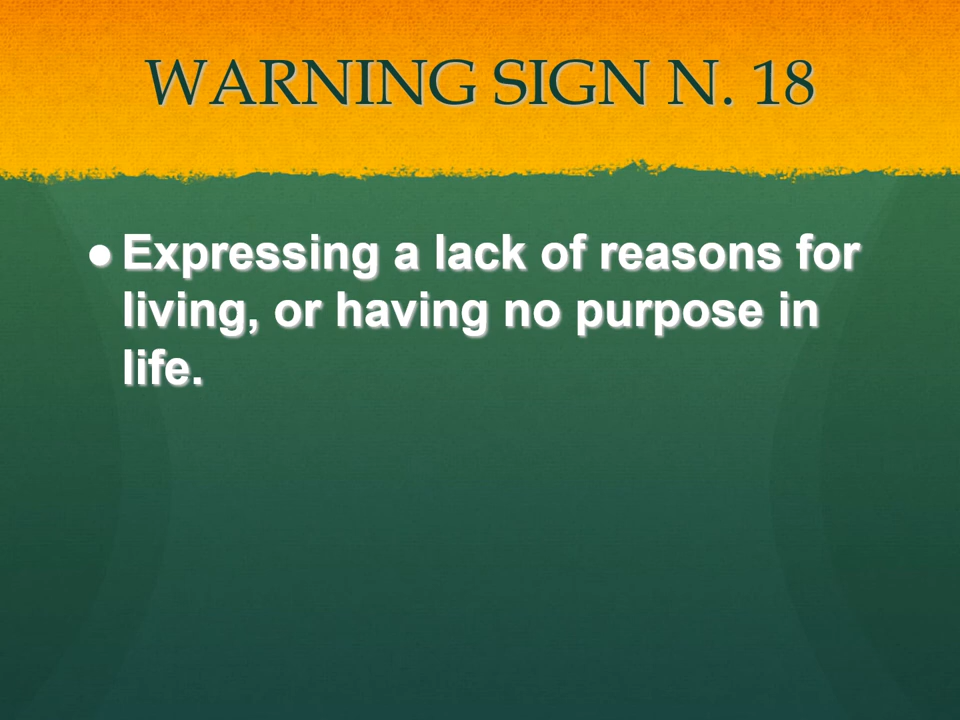 WARNING SIGN N. 18
● Expressing a lack of reasons for
living, or having no purpose in
life.